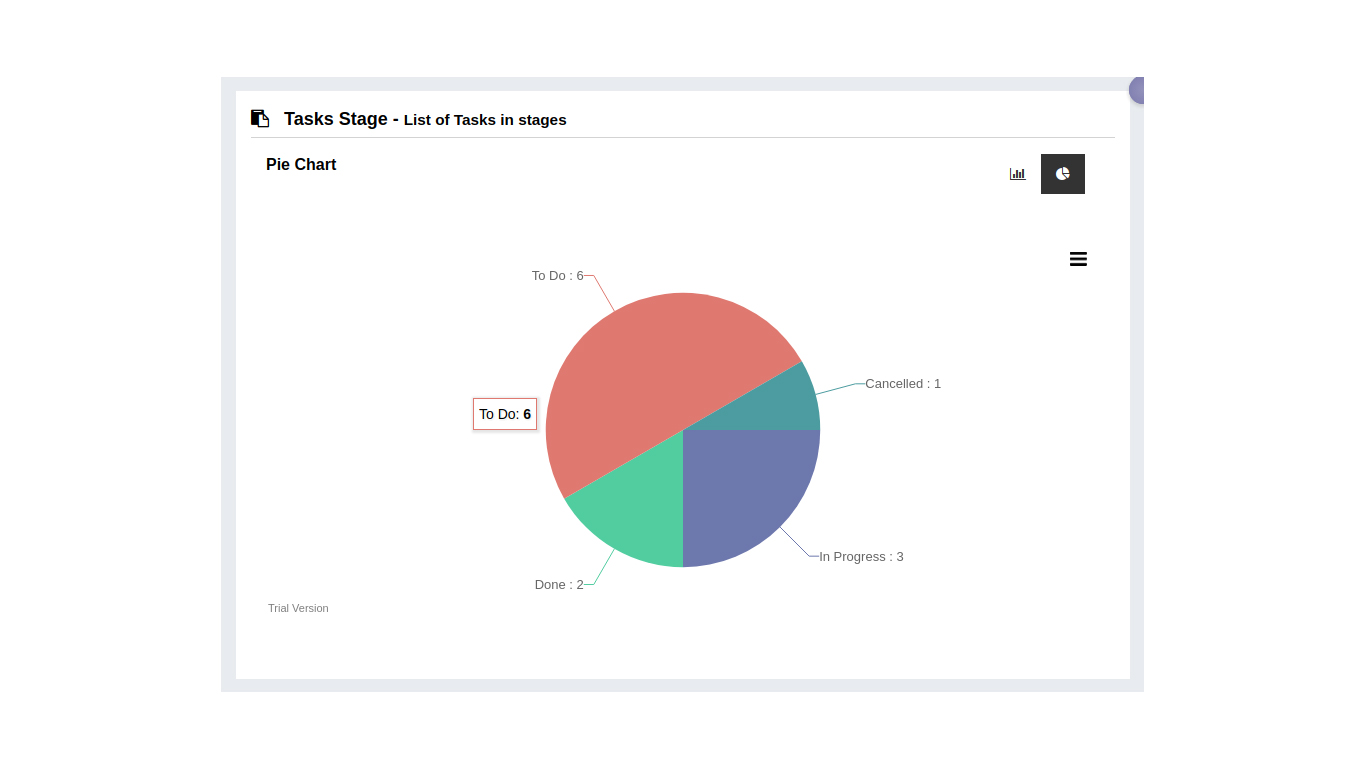 Tasks Stage - List of Tasks in stages
Pie Chart
To Do : 6
Cancelled : 1
To Do: 6
In Progress : 3
Done : 2
Trial Version